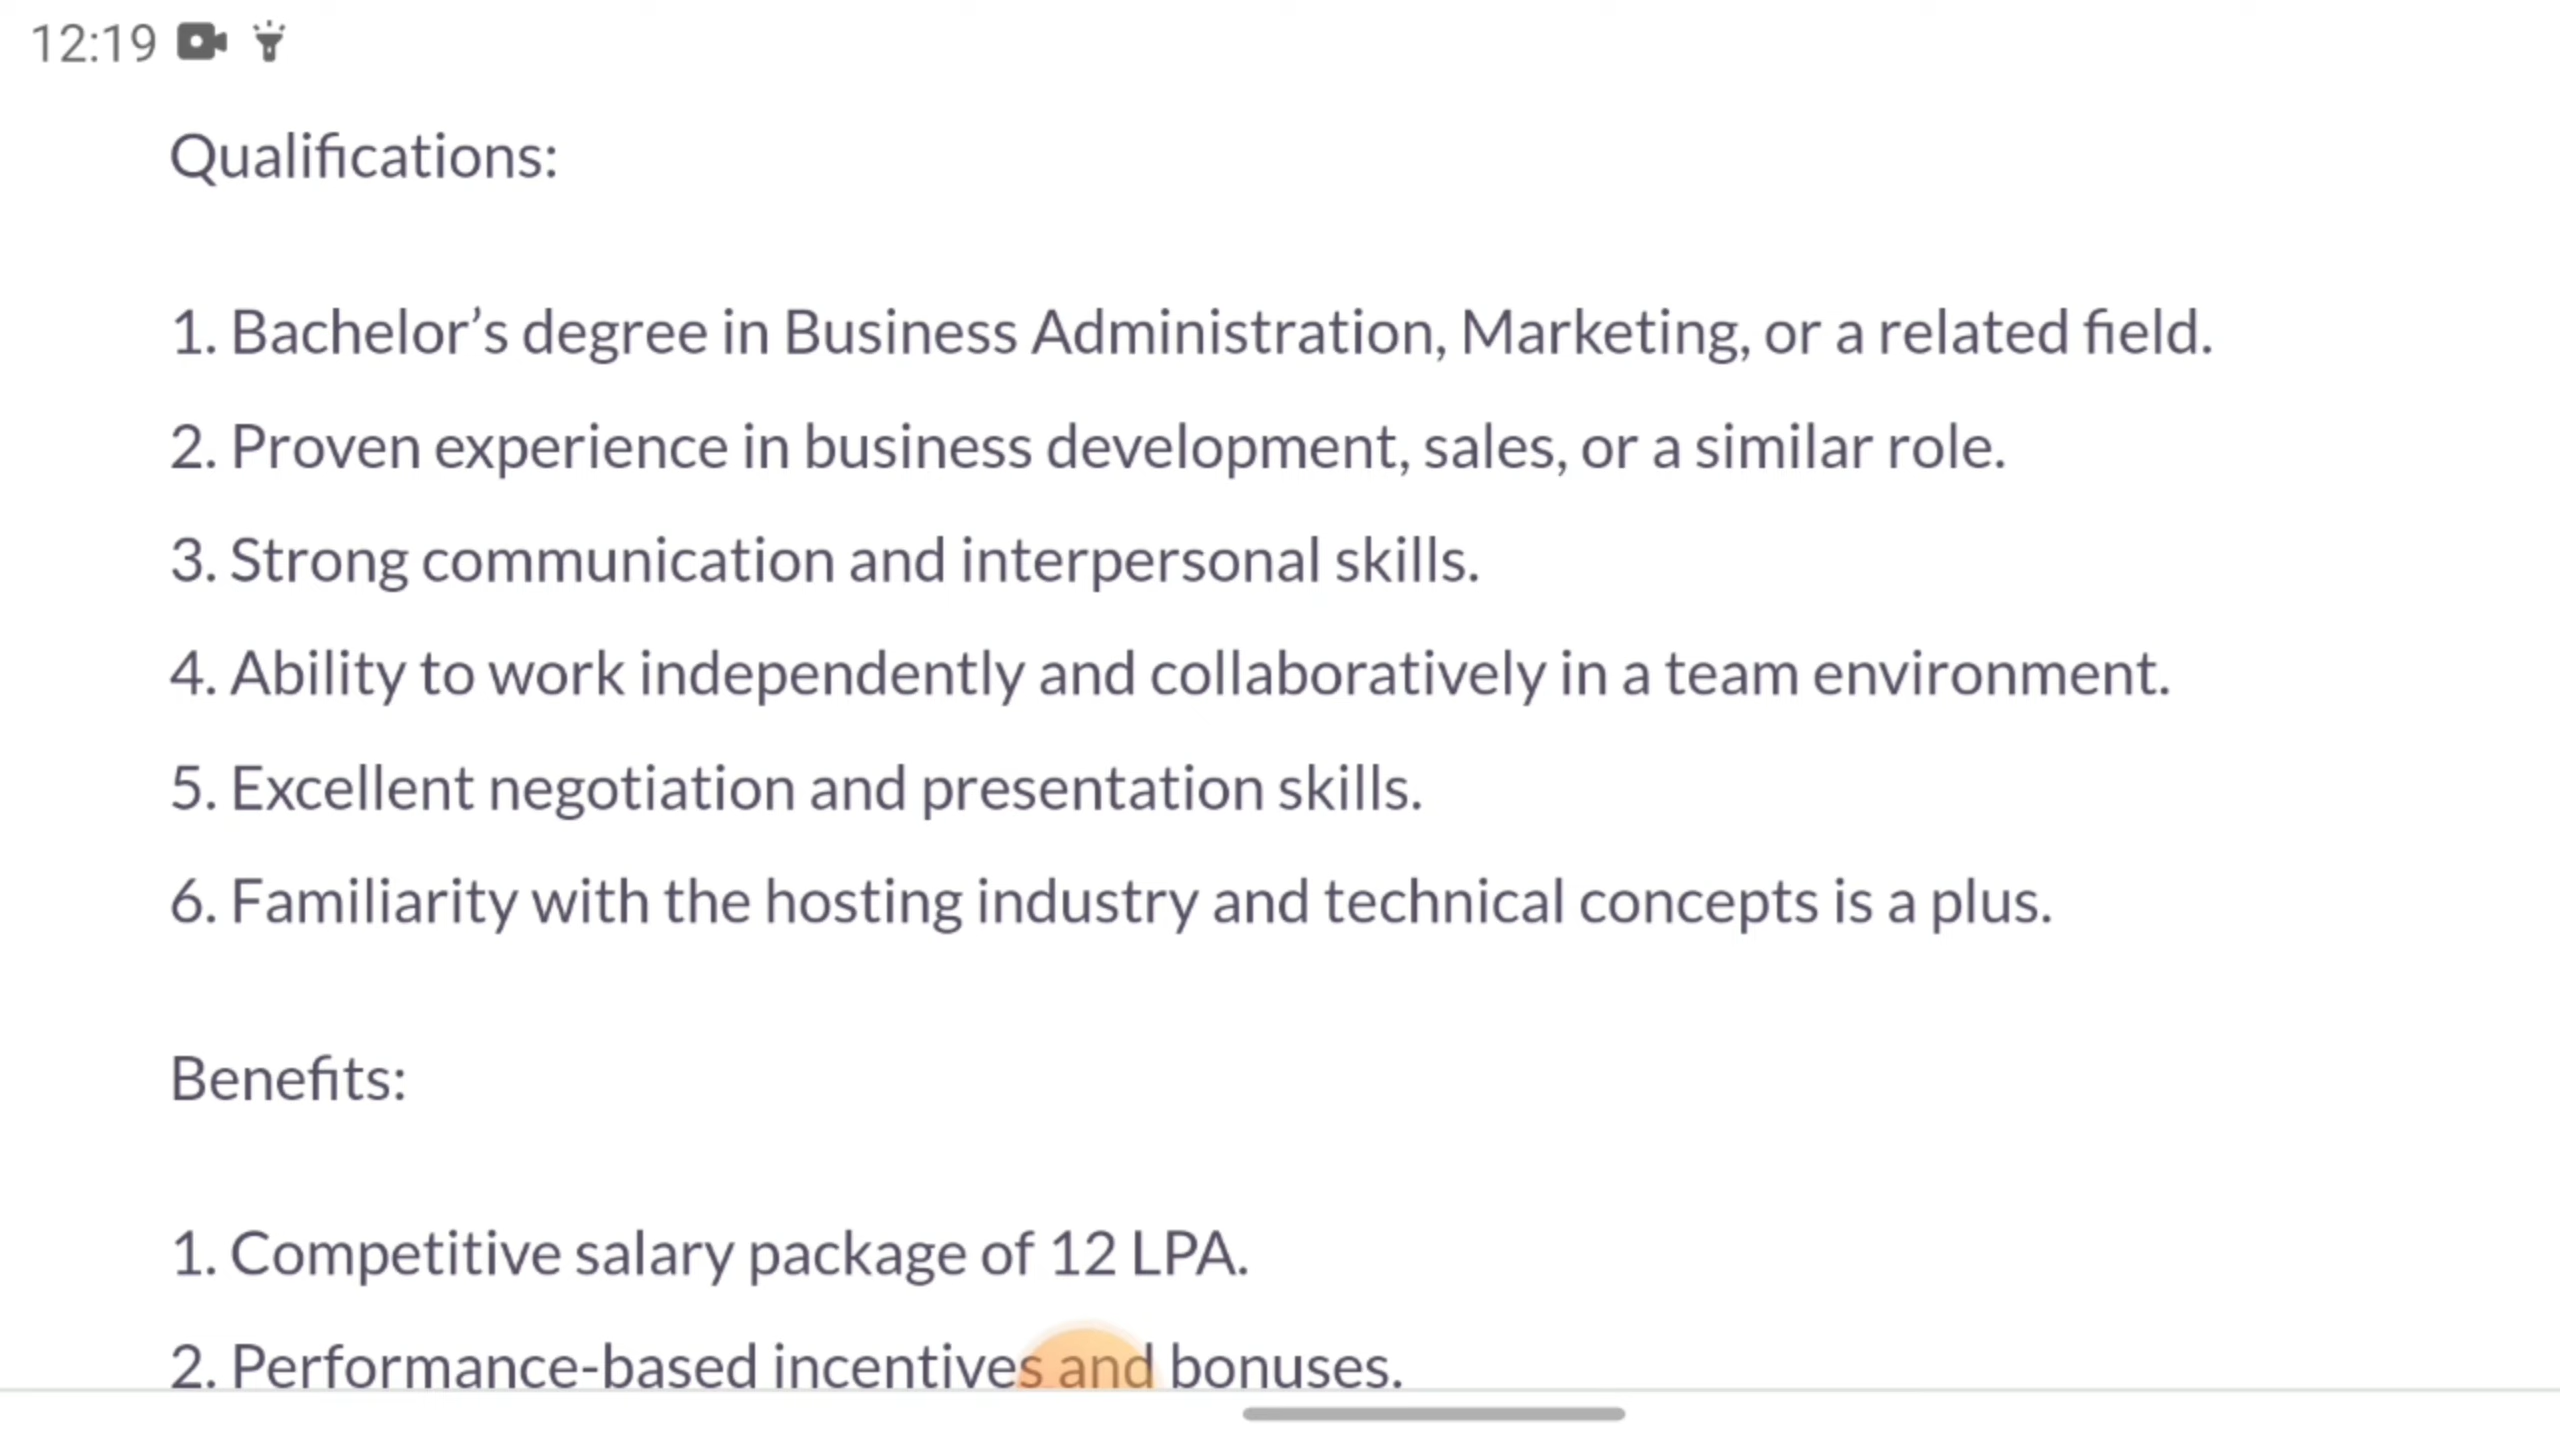 12:19
Qualifications:
1. Bachelor’s degree in Business Administration, Marketing, or a related field.
2. Proven experience in business development, sales, or a similar role.
3. Strong communication and interpersonal skills.
4. Ability to work independently and collaboratively in a team environment.
5. Excellent negotiation and presentation skills.
6. Familiarity with the hosting industry and technical concepts is a plus.
Benefits:
1. Competitive salary package of 12 LPA.
2. Performance-based incentives and bonuses.